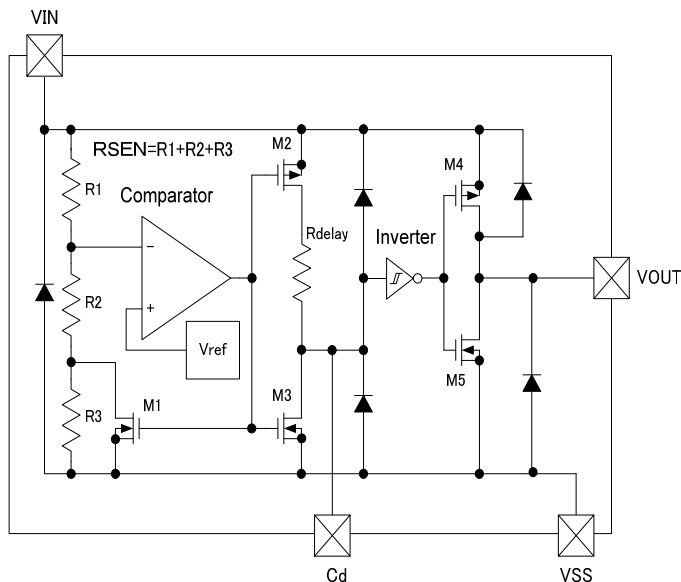 VIN
RSEN=R1+R2+R3
M2
M4
R1
Comparator
Rdelay
Inverter
−
VOUT
R2
+
Vref
M5
R3
M1
M3
Cd
VSS